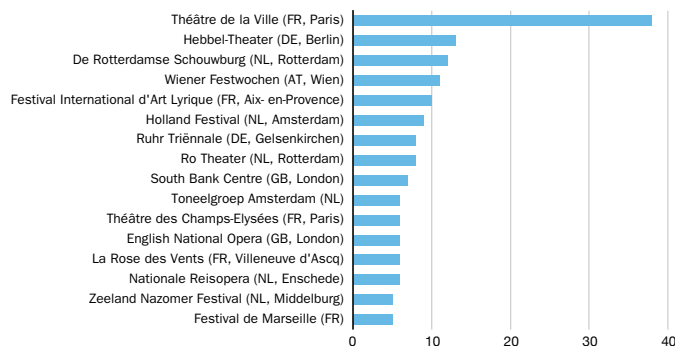 Théâtre de la Ville (FR, Paris)
Hebbel-Theater (DE, Berlin)
De Rotterdamse Schouwburg (NL, Rotterdam)
Wiener Festwochen (AT, Wien)
Festival International d'Art Lyrique (FR, Aix- en-Provence)
Holland Festival (NL, Amsterdam)
Ruhr Triënnale (DE, Gelsenkirchen)
Ro Theater (NL, Rotterdam)
South Bank Centre (GB, London)
Toneelgroep Amsterdam (NL)
Théâtre des Champs-Elysées (FR, Paris)
English National Opera (GB, London)
La Rose des Vents (FR, Villeneuve d'Ascq)
Nationale Reisopera (NL, Enschede)
Zeeland Nazomer Festival (NL, Middelburg)
Festival de Marseille (FR)
0 10 20 30 40